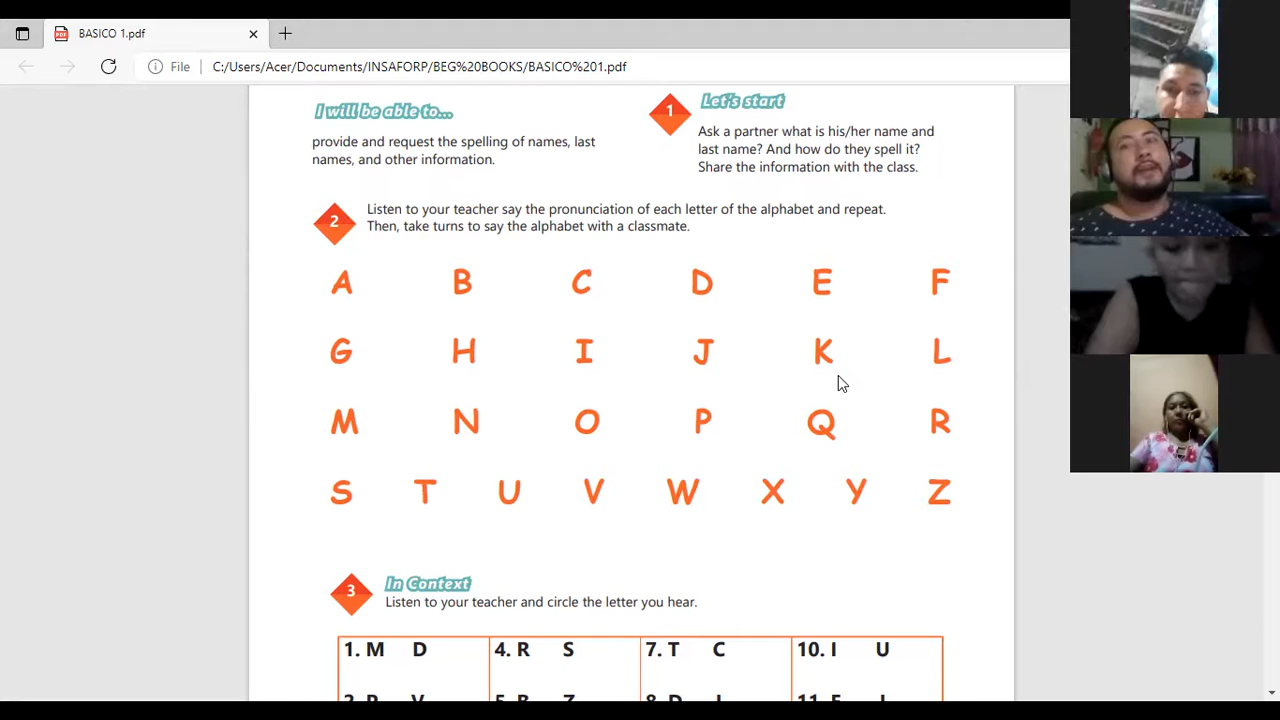 BASICO 1.pdf
File C:/Users/Acer/Documents/INSAFORP/BEG%20BOOKS/BASICO%201.pdf
I will be able to...
provide and request the spelling of names, last
names, and other information.
1 Let's start
Ask a partner what is his/her name and
last name? And how do they spell it?
Share the information with the class.
2 Listen to your teacher say the pronunciation of each letter of the alphabet and repeat.
Then, take turns to say the alphabet with a classmate.
A B C D E F
G H I J K L
M N O P Q R
S T U V W X Y Z
3 In Context
Listen to your teacher and circle the letter you hear.
1. M D 4. R S 7. T C 10. I U